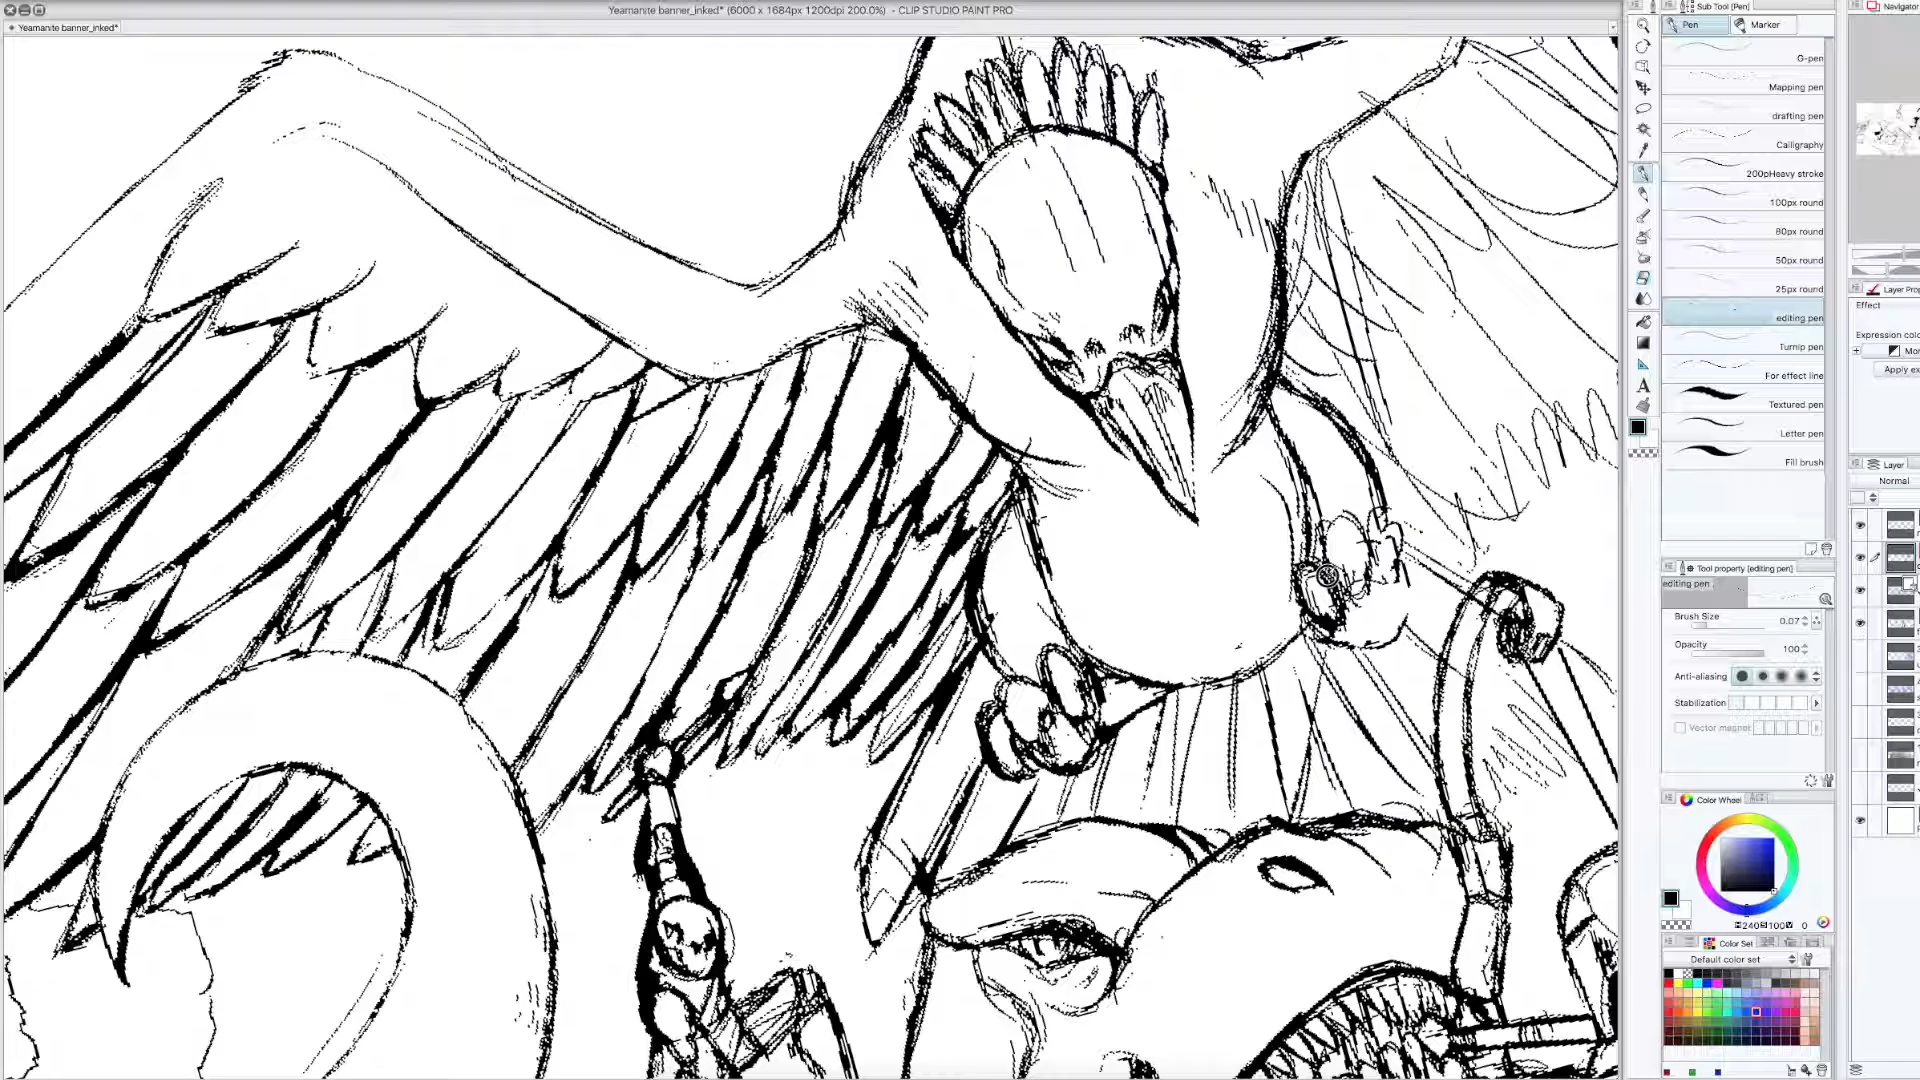 Yeamanite banner_inked* (6000 x 1684px 1200dpi 200.0%) - CLIP STUDIO PAINT PRO
Yeamanite banner_inked*
Sub Tool [Pen]
Pen
Marker
G-pen
Mapping pen
drafting pen
Calligraphy
200pHeavy stroke
100px round
80px round
50px round
25px round
editing pen
Turnip pen
For effect line
Textured pen
Letter pen
Fill brush
Tool property [editing pen]
editing pen
Brush Size 0.07
Opacity 100
Anti-aliasing
Stabilization
Vector magnet
Color Wheel
240 100 0
Color Set
Default color set
Navigator
Layer Prop
Effect
Expression colo
Mon
Apply ex
Layer
Normal